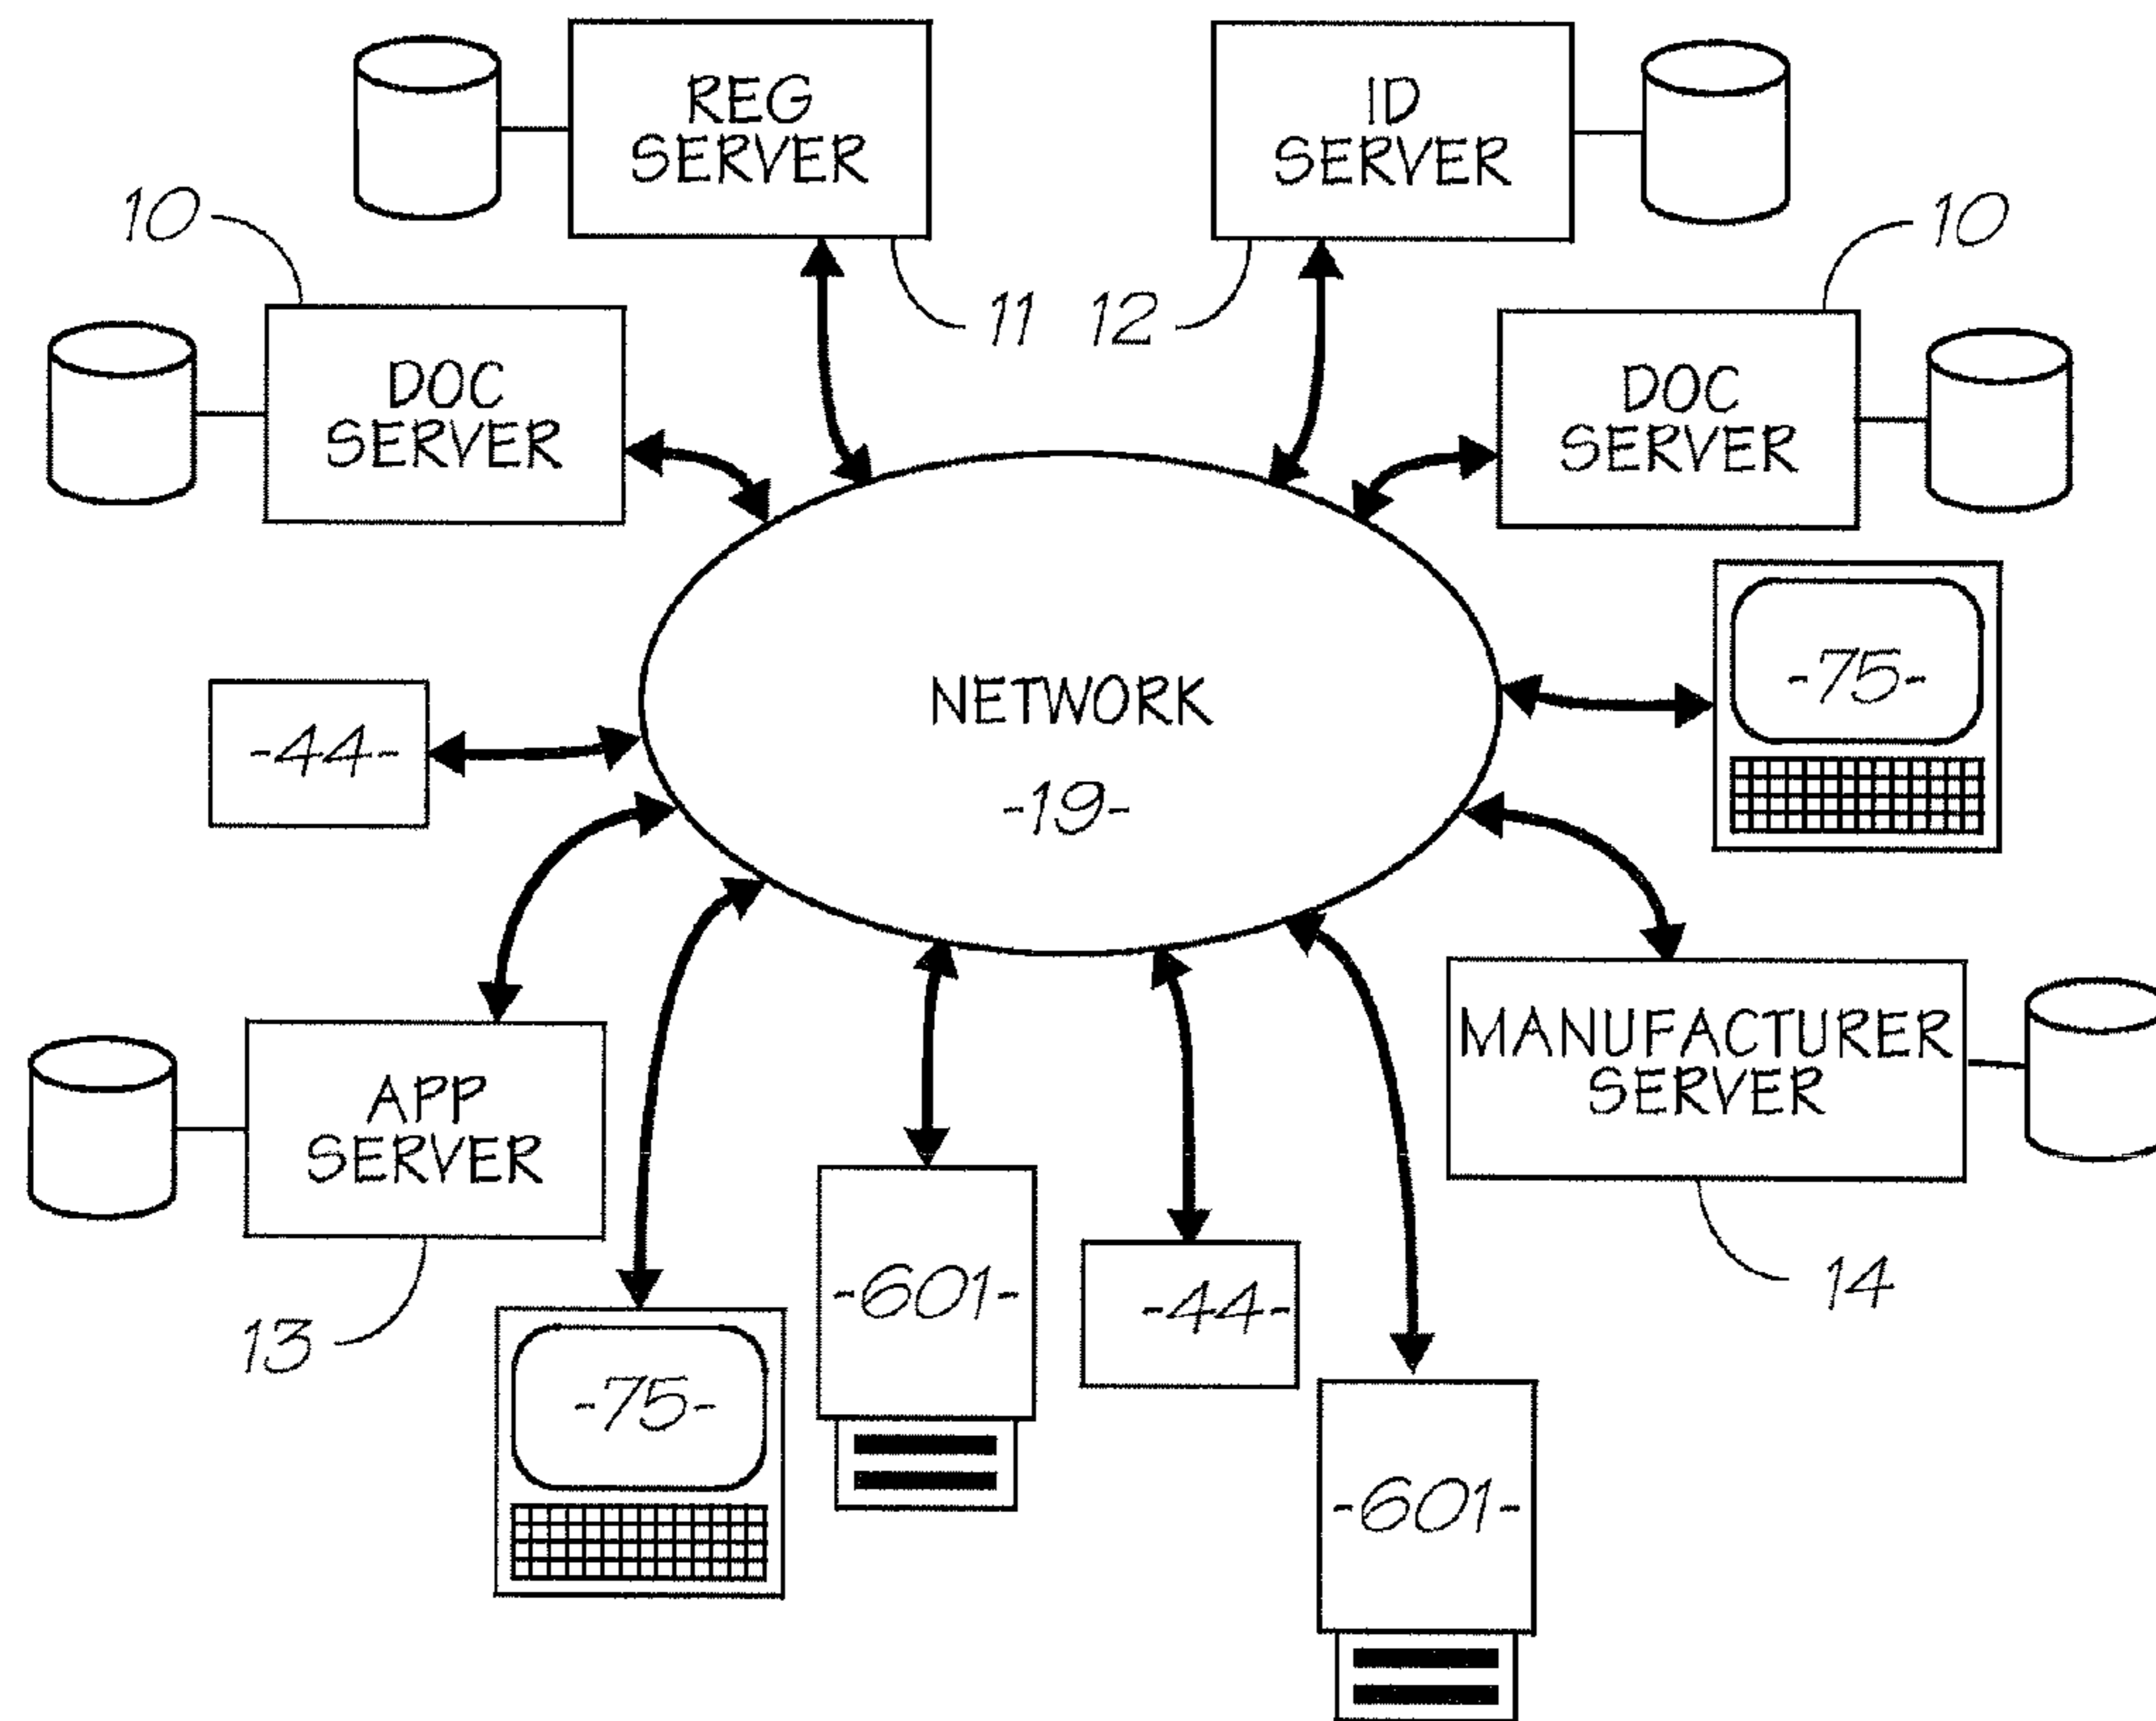 REG
SERVER
ID
SERVER
10
10
11
12
DOC
SERVER
DOC
SERVER
-75-
NETWORK
-19-
-44-
MANUFACTURER
SERVER
APP
SERVER
-601-
-44-
14
13
-75-
-601-